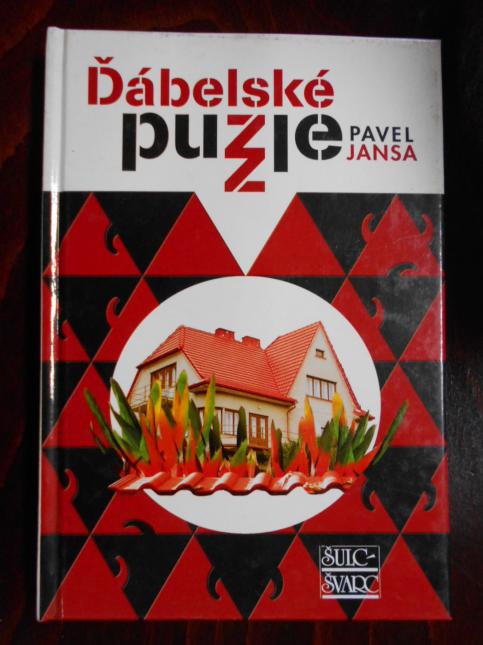 Ďábelské
puzzle
PAVEL
JANSA
ŠULC-
ŠVARC